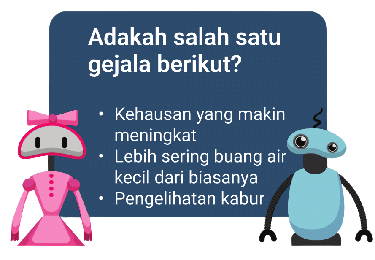 Adakah salah satu
gejala berikut?
• Kehausan yang makin
meningkat
• Lebih sering buang air
kecil dari biasanya
• Pengelihatan kabur